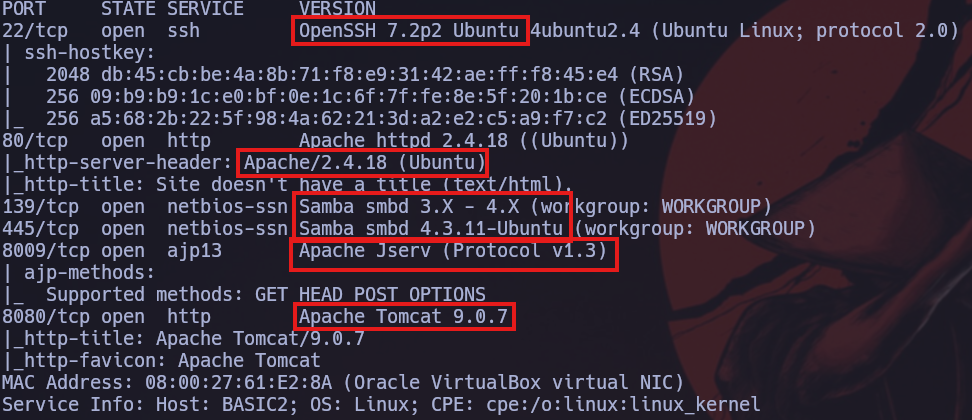 PORT     STATE SERVICE     VERSION
22/tcp   open  ssh         OpenSSH 7.2p2 Ubuntu 4ubuntu2.4 (Ubuntu Linux; protocol 2.0)
| ssh-hostkey:
|   2048 db:45:cb:be:4a:8b:71:f8:e9:31:42:ae:ff:f8:45:e4 (RSA)
|   256 09:b9:b9:1c:e0:bf:0e:1c:6f:7f:fe:8e:5f:20:1b:ce (ECDSA)
|_  256 a5:68:2b:22:5f:98:4a:62:21:3d:a2:e2:c5:a9:f7:c2 (ED25519)
80/tcp   open  http        Apache httpd 2.4.18 ((Ubuntu))
|_http-server-header: Apache/2.4.18 (Ubuntu)
|_http-title: Site doesn't have a title (text/html).
139/tcp  open  netbios-ssn Samba smbd 3.X - 4.X (workgroup: WORKGROUP)
445/tcp  open  netbios-ssn Samba smbd 4.3.11-Ubuntu (workgroup: WORKGROUP)
8009/tcp open  ajp13       Apache Jserv (Protocol v1.3)
| ajp-methods:
|_  Supported methods: GET HEAD POST OPTIONS
8080/tcp open  http        Apache Tomcat 9.0.7
|_http-title: Apache Tomcat/9.0.7
|_http-favicon: Apache Tomcat
MAC Address: 08:00:27:61:E2:8A (Oracle VirtualBox virtual NIC)
Service Info: Host: BASIC2; OS: Linux; CPE: cpe:/o:linux:linux_kernel